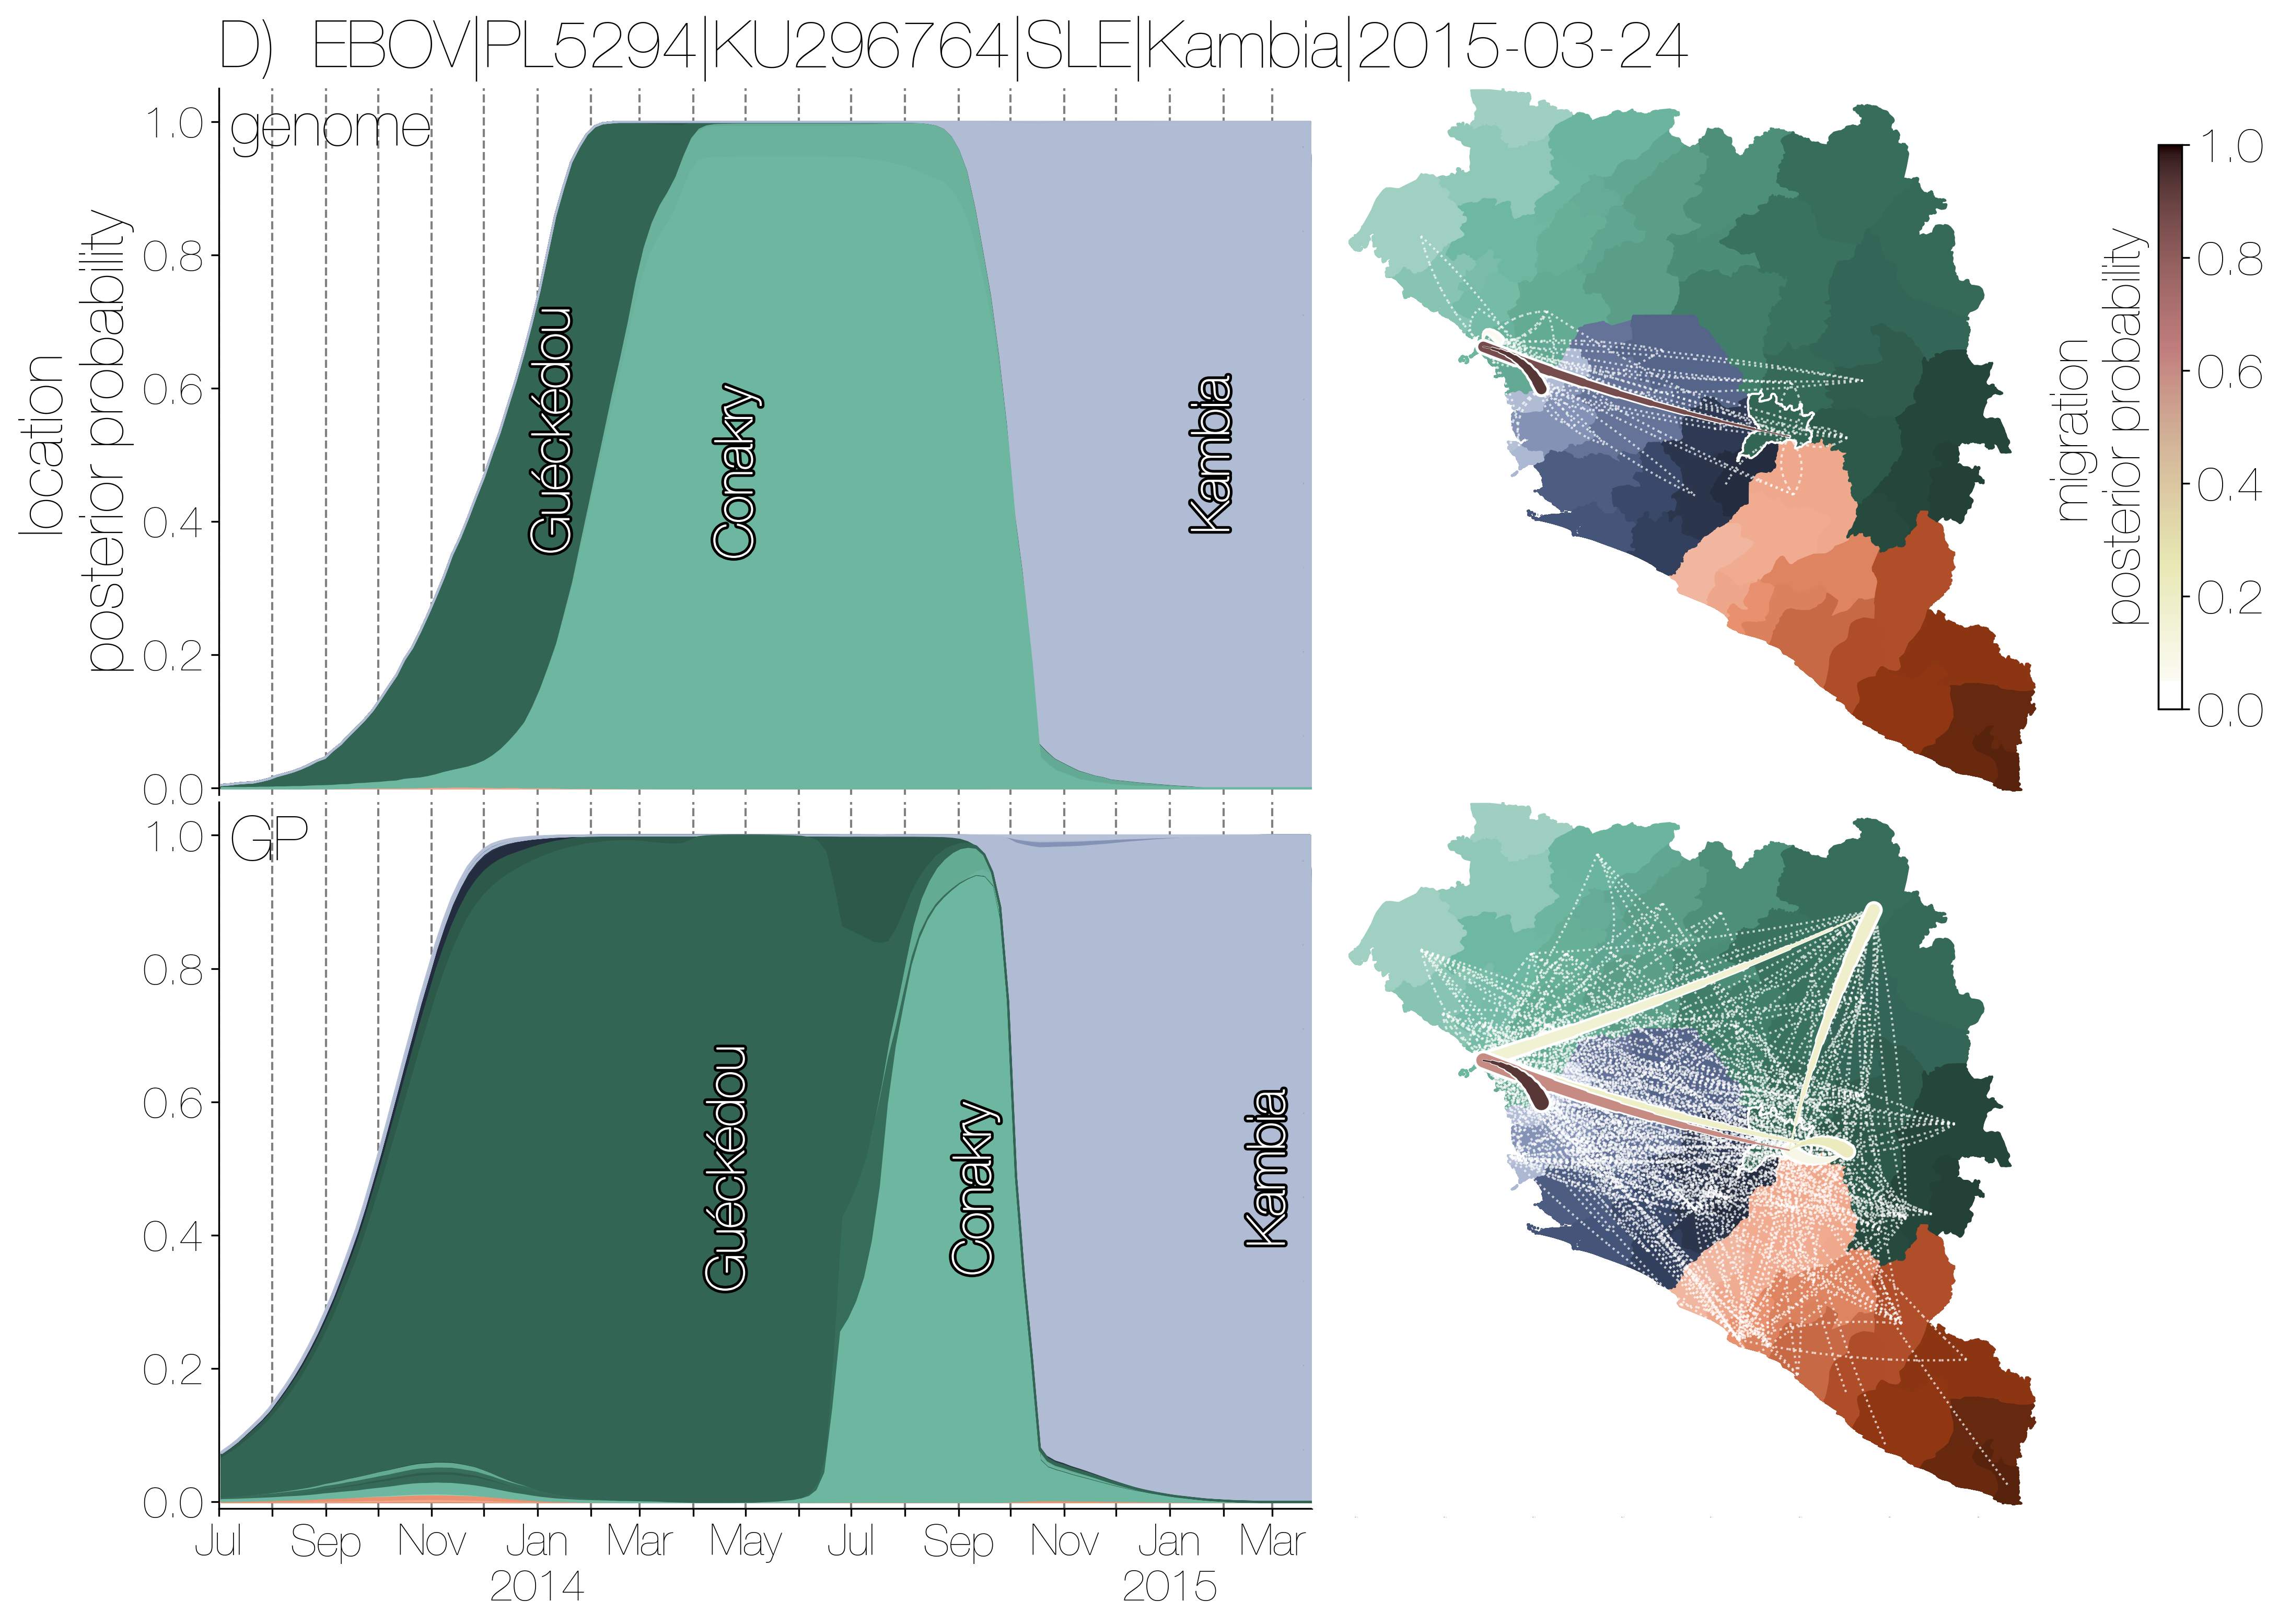 D) EBOV|PL5294|KU296764|SLE|Kambia|2015-03-24
genome
location
posterior probability
1.0
0.8
0.6
0.4
0.2
0.0
Guéckédou
Conakry
Kambia
migration
posterior probability
1.0
0.8
0.6
0.4
0.2
0.0
GP
1.0
0.8
0.6
0.4
0.2
0.0
Guéckédou
Conakry
Kambia
Jul Sep Nov Jan Mar May Jul Sep Nov Jan Mar
2014 2015